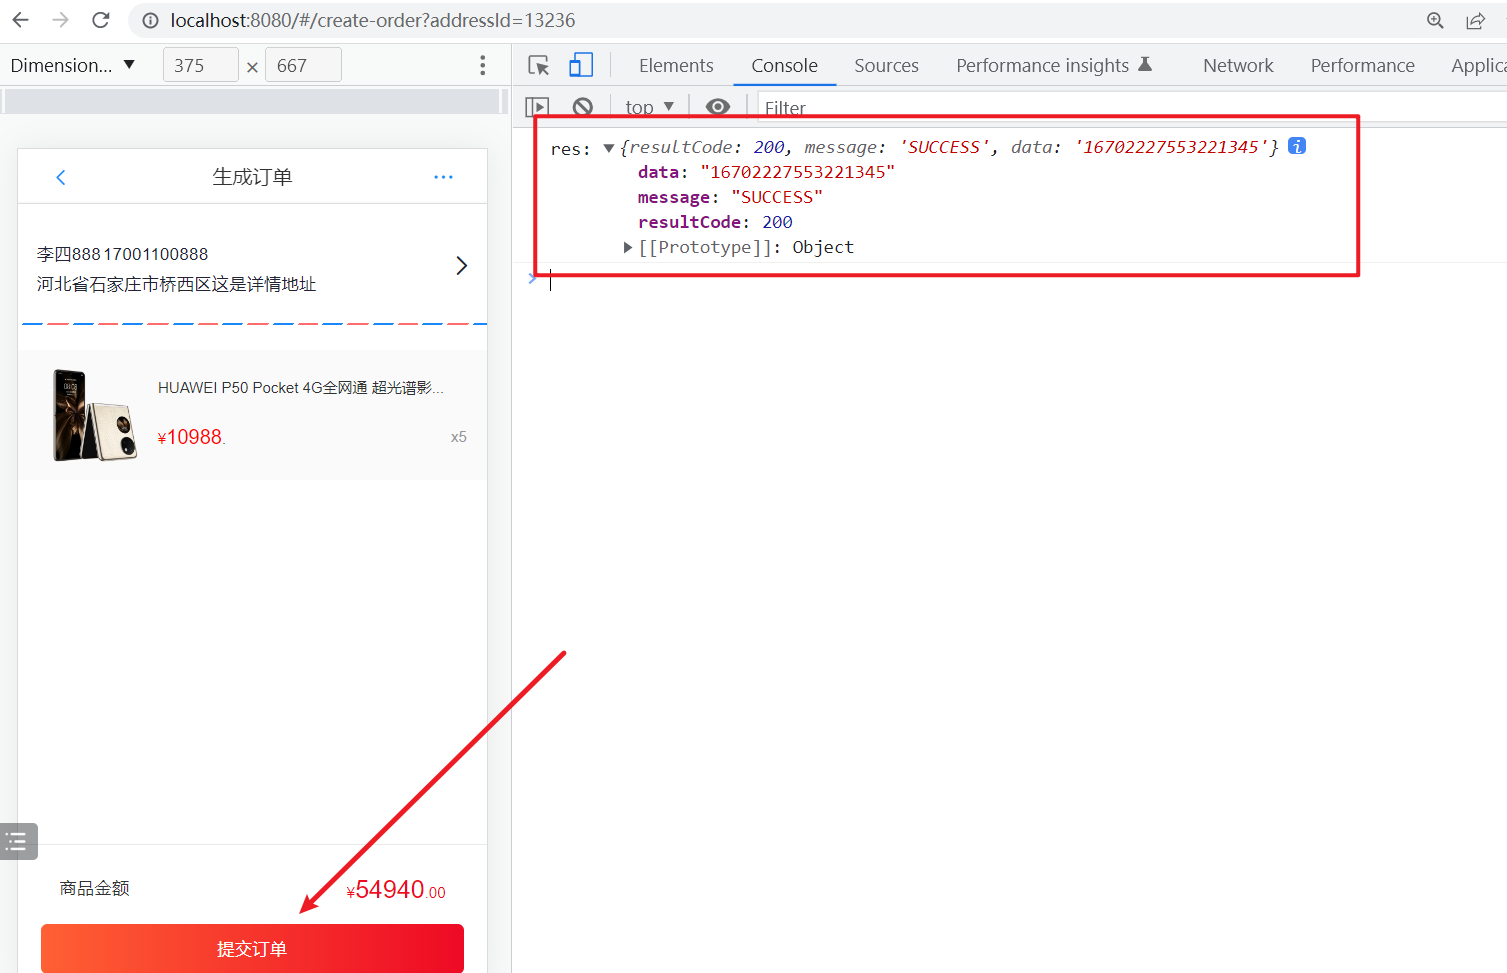 localhost:8080/#/create-order?addressId=13236
Dimension... ▼ 375 × 667
Elements Console Sources Performance insights Network Performance Applica
top ▼ Filter
res: ▼{resultCode: 200, message: 'SUCCESS', data: '16702227553221345'} i
data: "16702227553221345"
message: "SUCCESS"
resultCode: 200
▶[[Prototype]]: Object
>
生成订单 ...
李四888 17001100888
河北省石家庄市桥西区这是详情地址
HUAWEI P50 Pocket 4G全网通 超光谱影...
¥10988. x5
商品金额 ¥54940.00
提交订单